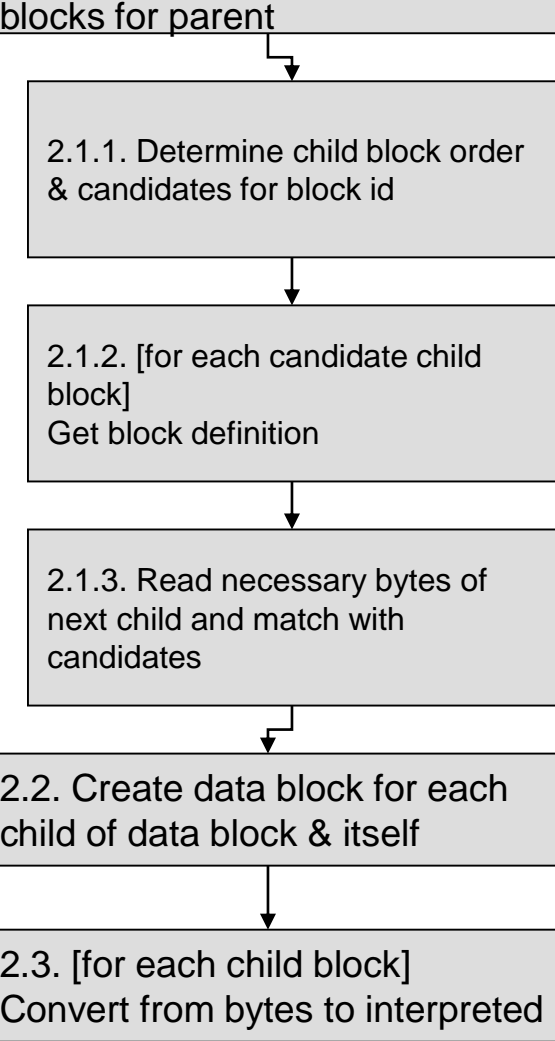 blocks for parent
2.1.1. Determine child block order
& candidates for block id
2.1.2. [for each candidate child
block]
Get block definition
2.1.3. Read necessary bytes of
next child and match with
candidates
2.2. Create data block for each
child of data block & itself
2.3. [for each child block]
Convert from bytes to interpreted